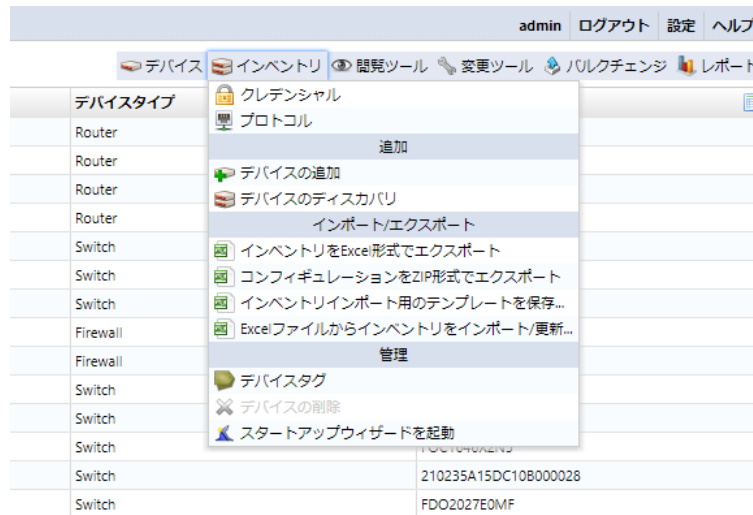 admin ログアウト 設定 ヘルプ
デバイス インベントリ 閲覧ツール 変更ツール バルクチェンジ レポート
デバイスタイプ
クレデンシャル
Router
プロトコル
追加
Router
デバイスの追加
Router
デバイスのディスカバリ
Router
インポート/エクスポート
Switch
インベントリをExcel形式でエクスポート
Switch
コンフィギュレーションをZIP形式でエクスポート
Switch
インベントリインポート用のテンプレートを保存...
Firewall
Excelファイルからインベントリをインポート/更新...
Firewall
管理
Switch
デバイスタグ
Switch
デバイスの削除
Switch
スタートアップウィザードを起動
Switch 210235A15DC10B000028
Switch FDO2027E0MF